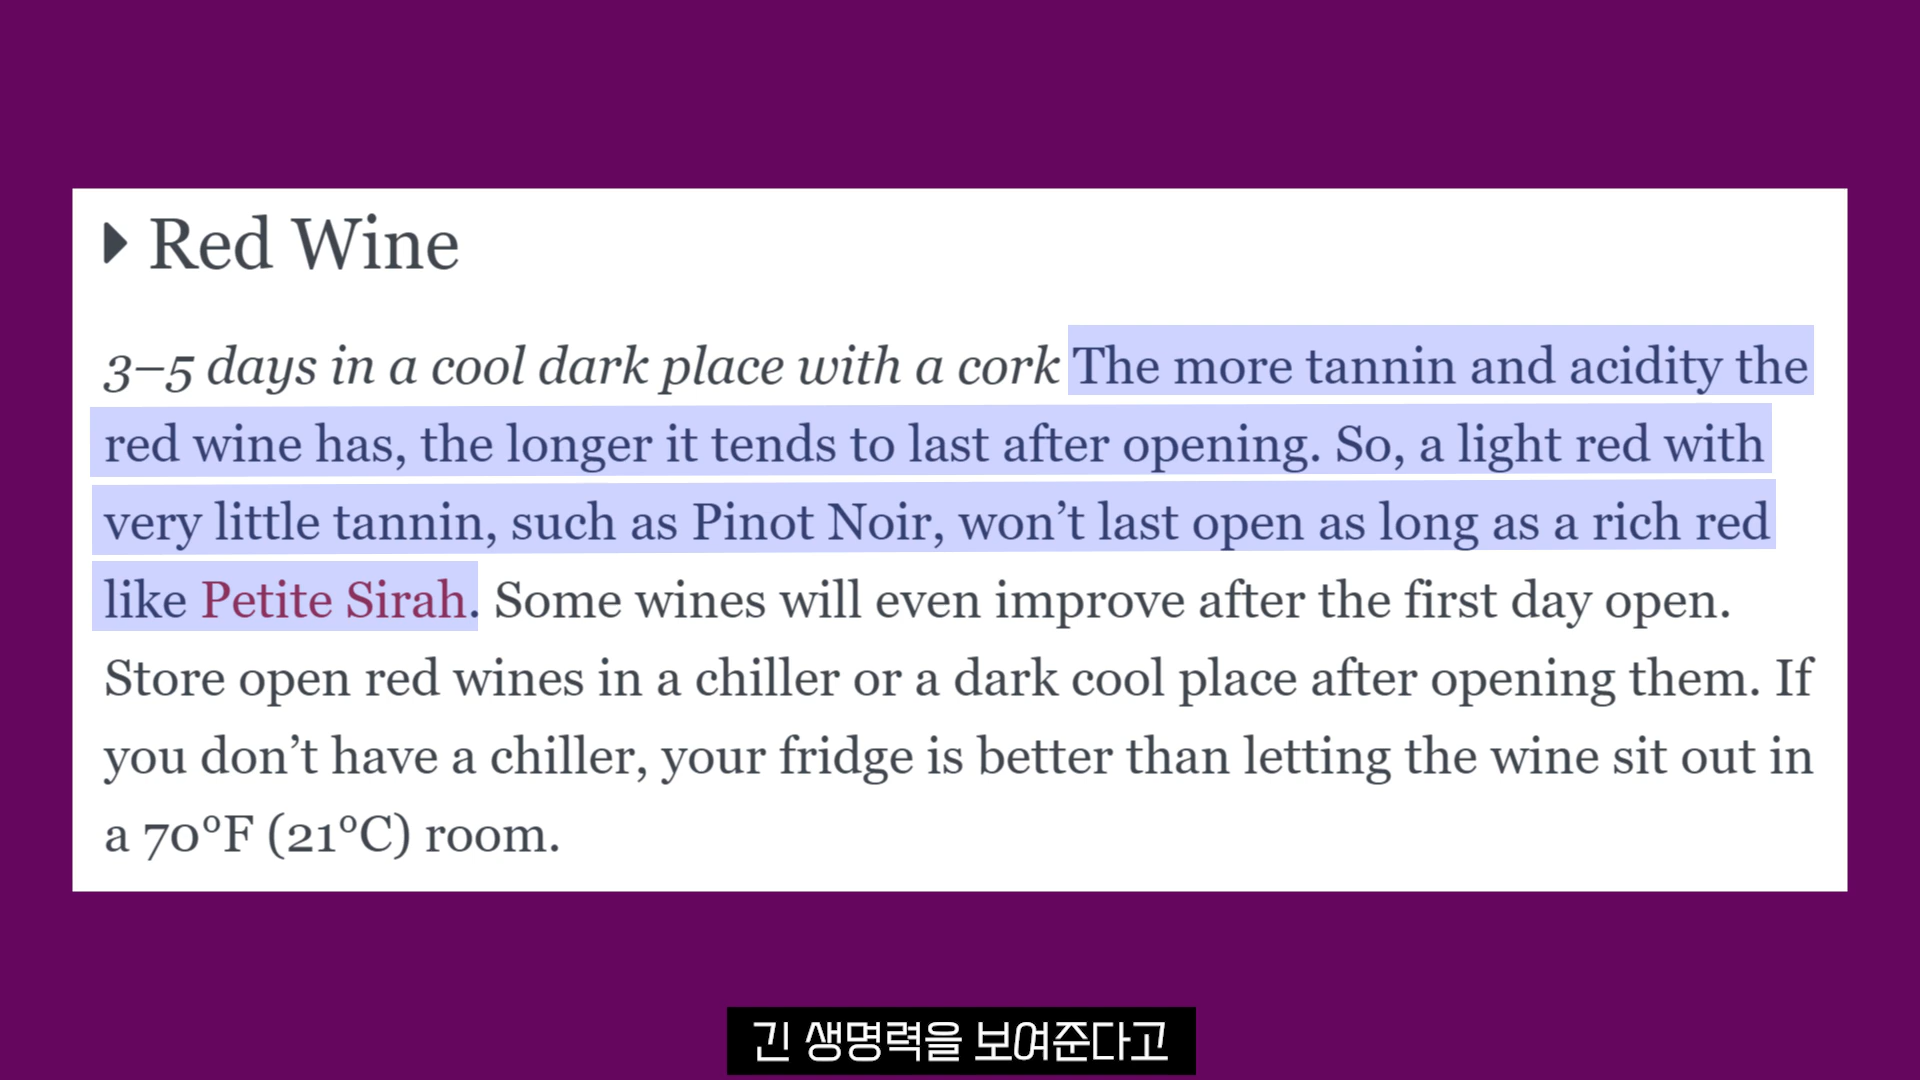 Red Wine
3–5 days in a cool dark place with a cork The more tannin and acidity the
red wine has, the longer it tends to last after opening. So, a light red with
very little tannin, such as Pinot Noir, won’t last open as long as a rich red
like Petite Sirah. Some wines will even improve after the first day open.
Store open red wines in a chiller or a dark cool place after opening them. If
you don’t have a chiller, your fridge is better than letting the wine sit out in
a 70°F (21°C) room.
긴 생명력을 보여준다고